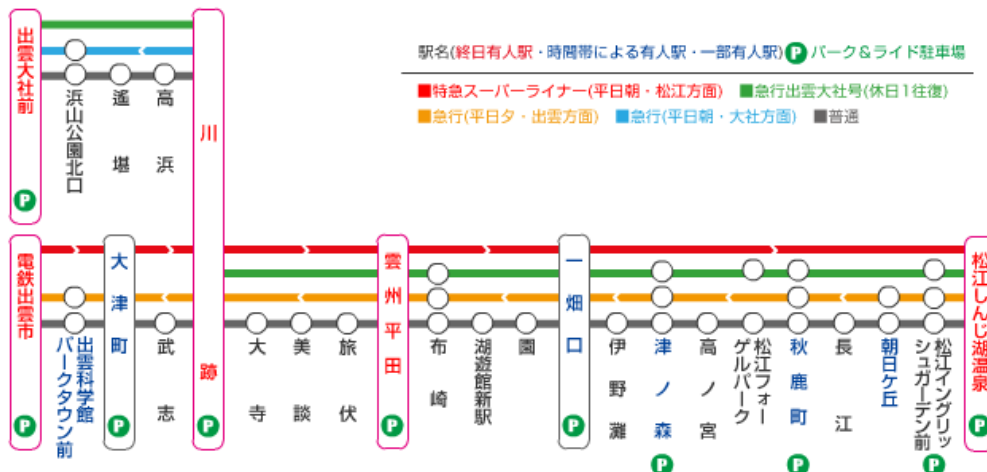 出雲大社前
P
浜山公園北口
遙堪
高浜
川跡
P
駅名(終日有人駅・時間帯による有人駅・一部有人駅) P パーク&ライド駐車場
■特急スーパーライナー(平日朝・松江方面) ■急行出雲大社号(休日1往復)
■急行(平日夕・出雲方面) ■急行(平日朝・大社方面) ■普通
電鉄出雲市
P
出雲科学館
パークタウン前
大津町
P
武志
大寺
美談
旅伏
雲州平田
P
布崎
湖遊館新駅
園
一畑口
P
伊野灘
津ノ森
P
高ノ宮
松江フォー
ゲルパーク
秋鹿町
P
長江
朝日ケ丘
松江イングリッ
シュガーデン前
P
松江しんじ湖温泉
P